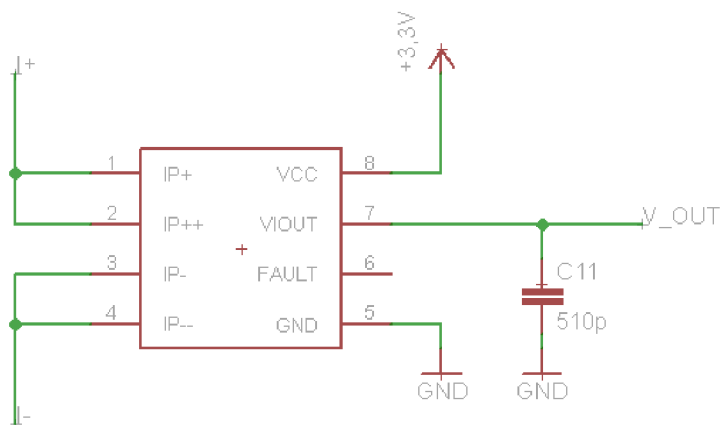 +3,3V
I+
1 IP+ VCC 8
2 IP++ VIOUT 7 V_OUT
3 IP- FAULT 6 C11
4 IP-- GND 5 510p
GND GND
I-